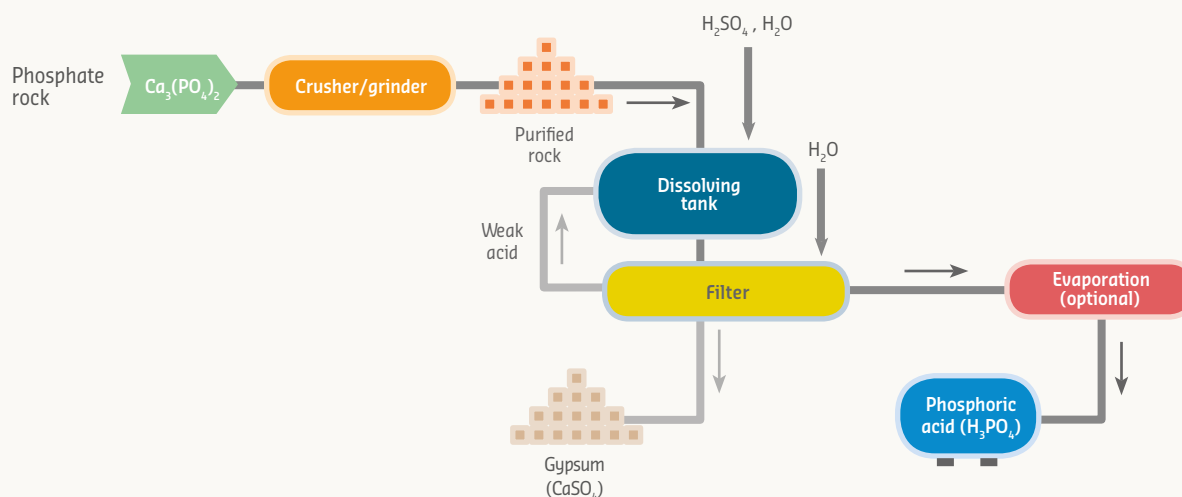 H₂SO₄ , H₂O
Phosphate
rock
Ca₃(PO₄)₂
Crusher/grinder
Purified
rock
H₂O
Dissolving
tank
Weak
acid
Filter
Evaporation
(optional)
Phosphoric
acid (H₃PO₄)
Gypsum
(CaSO₄)